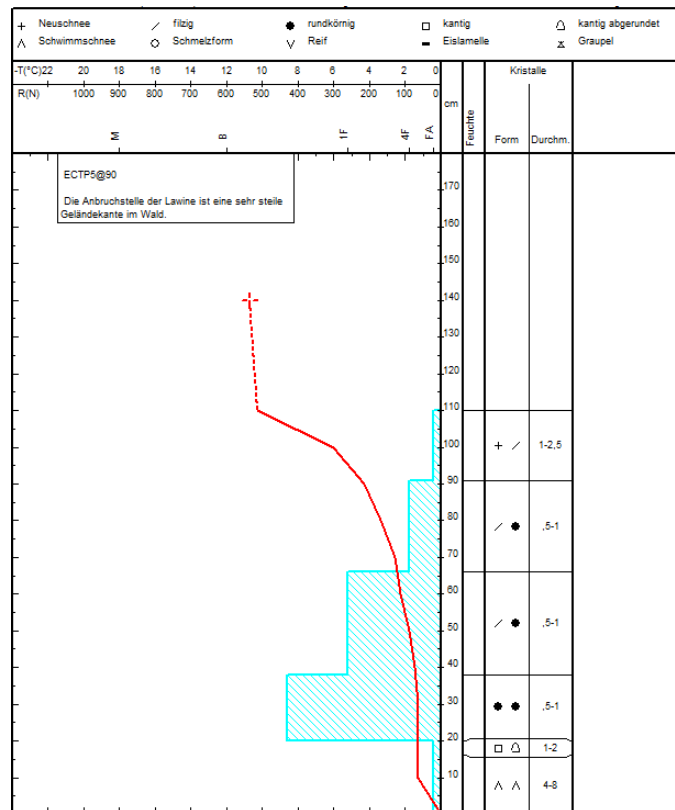 + Neuschnee / filzig ● rundkörnig □ kantig kantig abgerundet
Λ Schwimmschnee O Schmelzform V Reif Eislamelle Graupel
-T(°C)22 20 18 16 14 12 10 8 6 4 2 0
R(N) 1000 900 800 700 600 500 400 300 200 100 0
M B 1F 4F FA
cm
Feuchte
Kristalle
Form Durchm.
ECTP5@90
Die Anbruchstelle der Lawine ist eine sehr steile
Geländekante im Wald.
170
160
150
140
130
120
110
100 + / 1-2,5
90
80 / ● ,5-1
70
60
50 / ● ,5-1
40
30 ● ● ,5-1
20
□ 1-2
10 Λ Λ 4-8